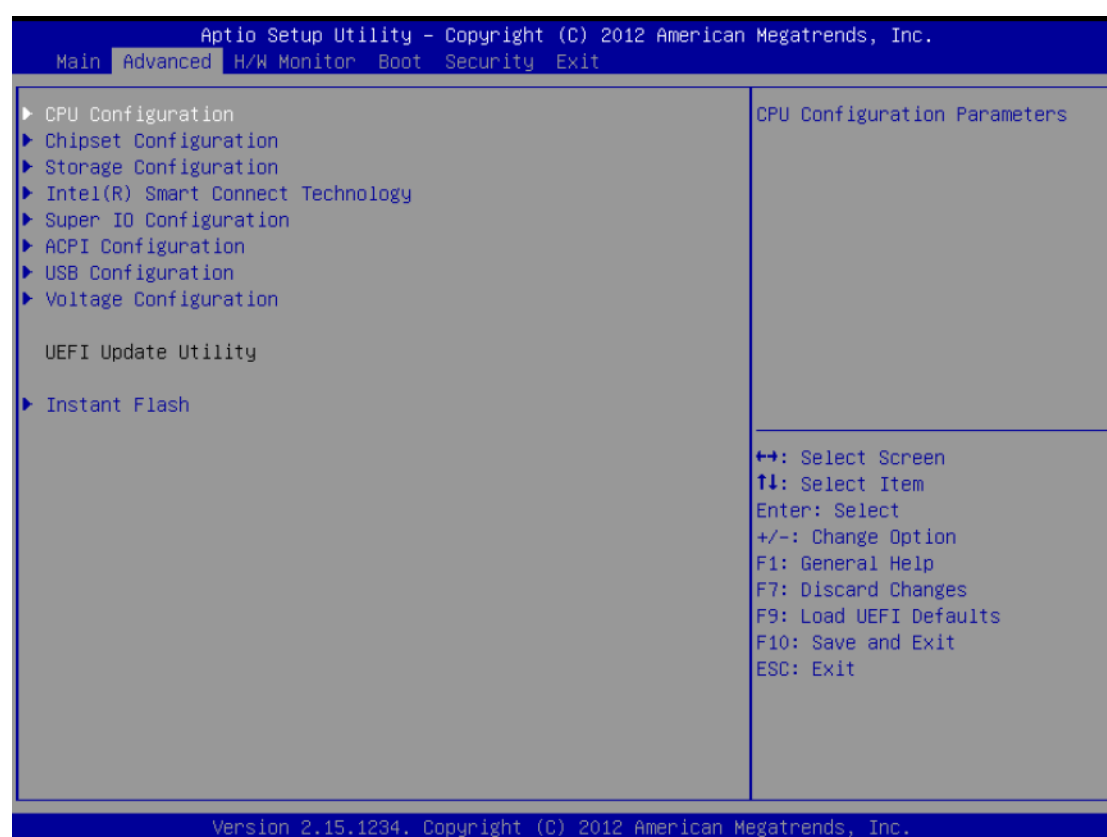 Aptio Setup Utility – Copyright (C) 2012 American Megatrends, Inc.
Main Advanced H/W Monitor Boot Security Exit
CPU Configuration
Chipset Configuration
Storage Configuration
Intel(R) Smart Connect Technology
Super IO Configuration
ACPI Configuration
USB Configuration
Voltage Configuration
UEFI Update Utility
Instant Flash
CPU Configuration Parameters
↔: Select Screen
↑↓: Select Item
Enter: Select
+/-: Change Option
F1: General Help
F7: Discard Changes
F9: Load UEFI Defaults
F10: Save and Exit
ESC: Exit
Version 2.15.1234. Copyright (C) 2012 American Megatrends, Inc.